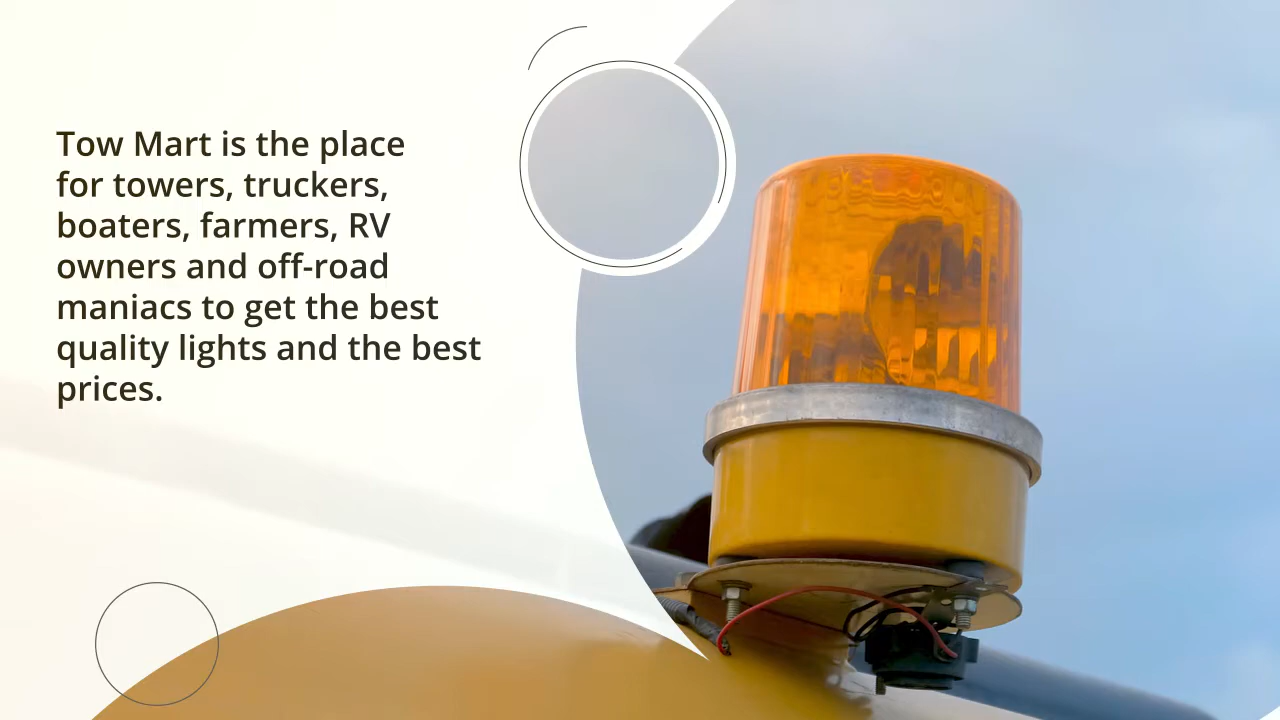 Tow Mart is the place
for towers, truckers,
boaters, farmers, RV
owners and off-road
maniacs to get the best
quality lights and the best
prices.